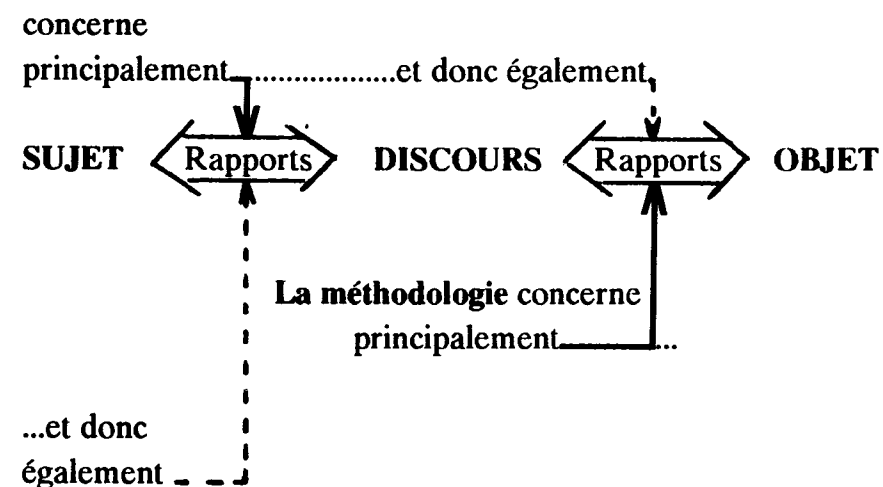 concerne
principalement....................et donc également
SUJET Rapports DISCOURS Rapports OBJET
La méthodologie concerne
principalement...
...et donc
également